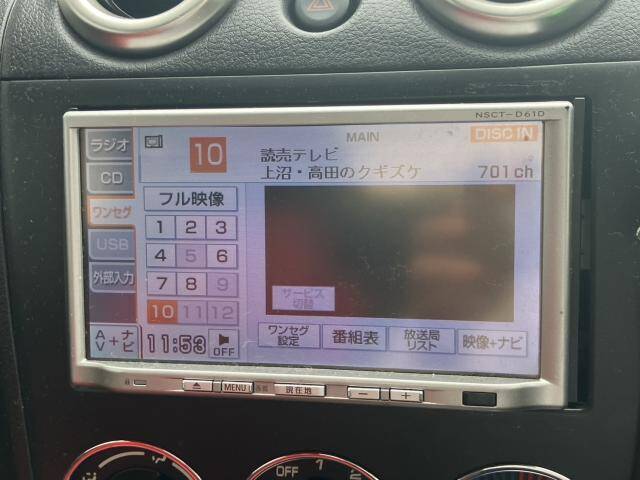 NSCT-D61D
ラジオ
CD
ワンセグ
USB
外部入力
AV+ナビ
10
MAIN
DISC IN
読売テレビ
上沼・高田のクギズケ
701ch
フル映像
1 2 3
4 5 6
7 8 9
10 11 12
11:53
OFF
サービス
切替
ワンセグ
設定
番組表
放送局
リスト
映像+ナビ
MENU
現在地
－
+
OFF
1